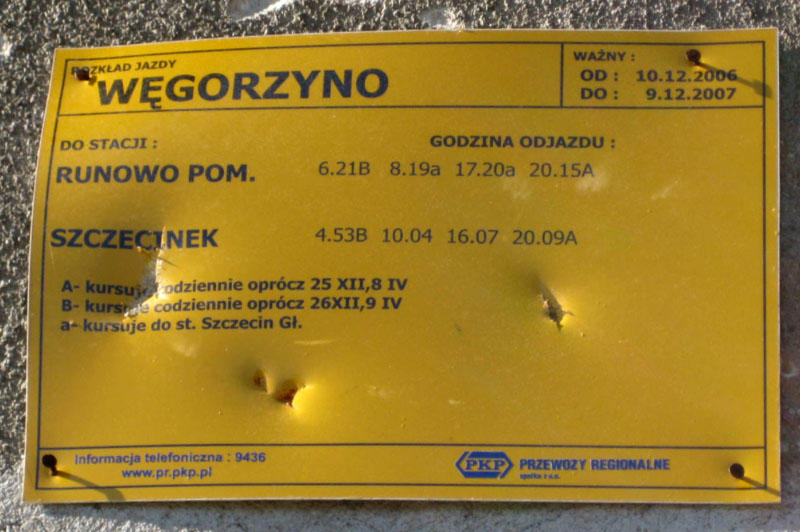 ROZKŁAD JAZDY
WĘGORZYNO
WAŻNY :
OD : 10.12.2006
DO : 9.12.2007
DO STACJI : GODZINA ODJAZDU :
RUNOWO POM. 6.21B 8.19a 17.20a 20.15A
SZCZECINEK 4.53B 10.04 16.07 20.09A
A- kursuje codziennie oprócz 25 XII,8 IV
B- kursuje codziennie oprócz 26XII,9 IV
a- kursuje do st. Szczecin Gł.
Informacja telefoniczna : 9436
www.pr.pkp.pl
PKP PRZEWOZY REGIONALNE
spółka z o.o.